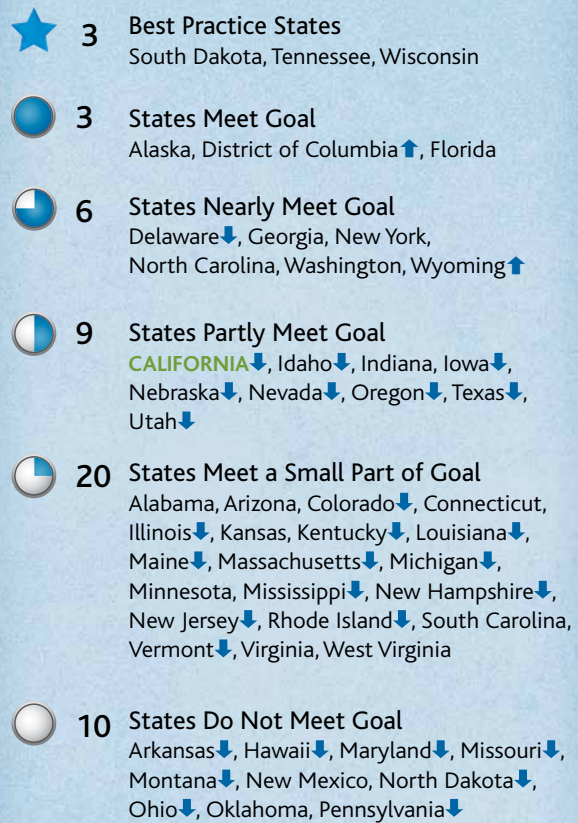 3 Best Practice States
South Dakota, Tennessee, Wisconsin
3 States Meet Goal
Alaska, District of Columbia⬆, Florida
6 States Nearly Meet Goal
Delaware⬇, Georgia, New York,
North Carolina, Washington, Wyoming⬆
9 States Partly Meet Goal
CALIFORNIA⬇, Idaho⬇, Indiana, Iowa⬇,
Nebraska⬇, Nevada⬇, Oregon⬇, Texas⬇,
Utah⬇
20 States Meet a Small Part of Goal
Alabama, Arizona, Colorado⬇, Connecticut,
Illinois⬇, Kansas, Kentucky⬇, Louisiana⬇,
Maine⬇, Massachusetts⬇, Michigan⬇,
Minnesota, Mississippi⬇, New Hampshire⬇,
New Jersey⬇, Rhode Island⬇, South Carolina,
Vermont⬇, Virginia, West Virginia
10 States Do Not Meet Goal
Arkansas⬇, Hawaii⬇, Maryland⬇, Missouri⬇,
Montana⬇, New Mexico, North Dakota⬇,
Ohio⬇, Oklahoma, Pennsylvania⬇